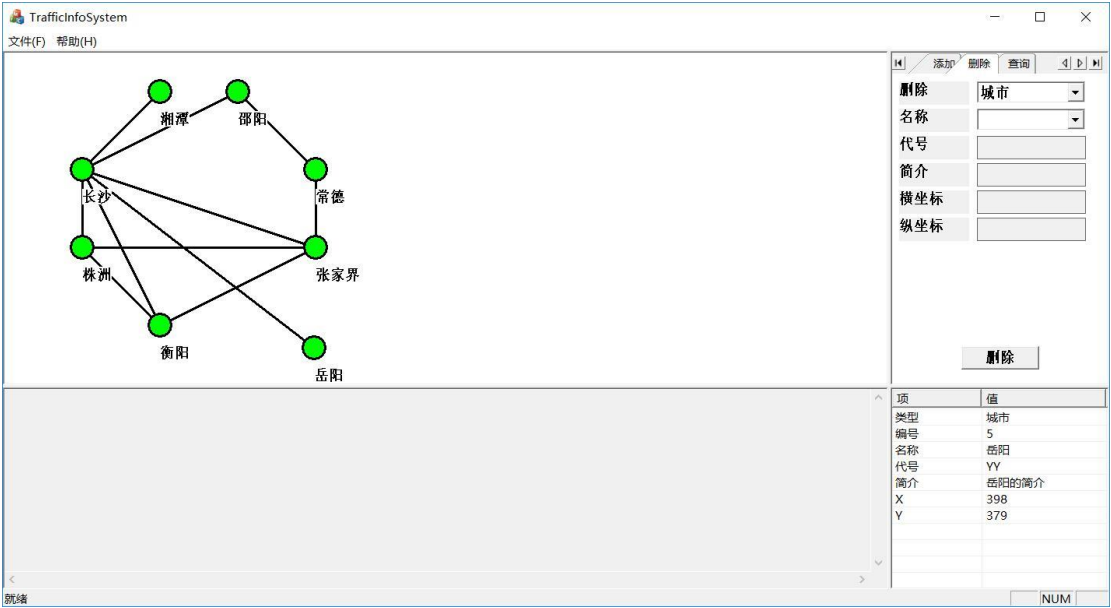 TrafficInfoSystem
文件(F) 帮助(H)
湘潭
邵阳
长沙
常德
株洲
张家界
衡阳
岳阳
添加 删除 查询
删除 城市
名称
代号
简介
横坐标
纵坐标
删除
项 值
类型 城市
编号 5
名称 岳阳
代号 YY
简介 岳阳的简介
X 398
Y 379
就绪 NUM